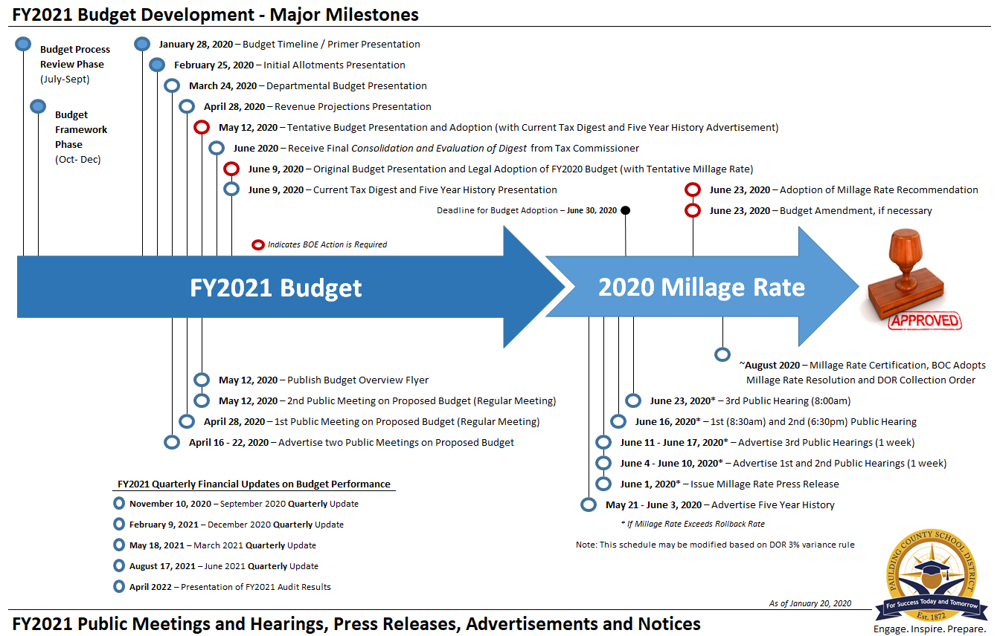 FY2021 Budget Development - Major Milestones
Budget Process
Review Phase
(July-Sept)
Budget
Framework
Phase
(Oct- Dec)
January 28, 2020 – Budget Timeline / Primer Presentation
February 25, 2020 – Initial Allotments Presentation
March 24, 2020 – Departmental Budget Presentation
April 28, 2020 – Revenue Projections Presentation
May 12, 2020 – Tentative Budget Presentation and Adoption (with Current Tax Digest and Five Year History Advertisement)
June 2020 – Receive Final Consolidation and Evaluation of Digest from Tax Commissioner
June 9, 2020 – Original Budget Presentation and Legal Adoption of FY2020 Budget (with Tentative Millage Rate)
June 9, 2020 – Current Tax Digest and Five Year History Presentation
June 23, 2020 – Adoption of Millage Rate Recommendation
Deadline for Budget Adoption – June 30, 2020
June 23, 2020 – Budget Amendment, if necessary
Indicates BOE Action is Required
FY2021 Budget
2020 Millage Rate
APPROVED
~August 2020 – Millage Rate Certification, BOC Adopts
Millage Rate Resolution and DOR Collection Order
May 12, 2020 – Publish Budget Overview Flyer
May 12, 2020 – 2nd Public Meeting on Proposed Budget (Regular Meeting)
April 28, 2020 – 1st Public Meeting on Proposed Budget (Regular Meeting)
April 16 - 22, 2020 – Advertise two Public Meetings on Proposed Budget
June 23, 2020* – 3rd Public Hearing (8:00am)
June 16, 2020* – 1st (8:30am) and 2nd (6:30pm) Public Hearing
June 11 - June 17, 2020* – Advertise 3rd Public Hearings (1 week)
June 4 - June 10, 2020* – Advertise 1st and 2nd Public Hearings (1 week)
June 1, 2020* – Issue Millage Rate Press Release
May 21 - June 3, 2020 – Advertise Five Year History
* If Millage Rate Exceeds Rollback Rate
Note: This schedule may be modified based on DOR 3% variance rule
FY2021 Quarterly Financial Updates on Budget Performance
November 10, 2020 – September 2020 Quarterly Update
February 9, 2021 – December 2020 Quarterly Update
May 18, 2021 – March 2021 Quarterly Update
August 17, 2021 – June 2021 Quarterly Update
April 2022 – Presentation of FY2021 Audit Results
As of January 20, 2020
PAULDING COUNTY SCHOOL DISTRICT
For Success Today and Tomorrow
Est. 1872
Engage. Inspire. Prepare.
FY2021 Public Meetings and Hearings, Press Releases, Advertisements and Notices